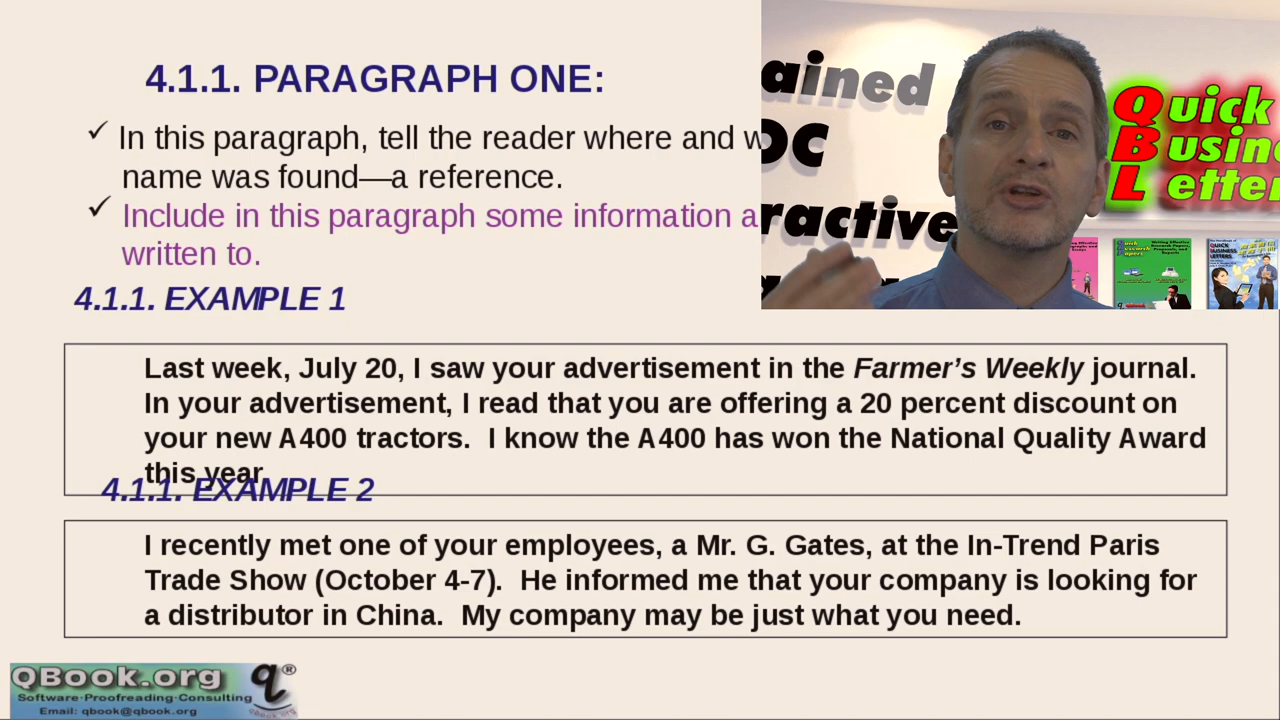 4.1.1. PARAGRAPH ONE:
In this paragraph, tell the reader where and
name was found—a reference.
Include in this paragraph some information
written to.
4.1.1. EXAMPLE 1
Last week, July 20, I saw your advertisement in the Farmer’s Weekly journal.
In your advertisement, I read that you are offering a 20 percent discount on
your new A400 tractors.  I know the A400 has won the National Quality Award
this year
4.1.1. EXAMPLE 2
I recently met one of your employees, a Mr. G. Gates, at the In-Trend Paris
Trade Show (October 4-7).  He informed me that your company is looking for
a distributor in China.  My company may be just what you need.
ained
OC
ractive
Quick
Busine
Letter
QBook.org q®
Software·Proofreading·Consulting
Email: qbook@qbook.org